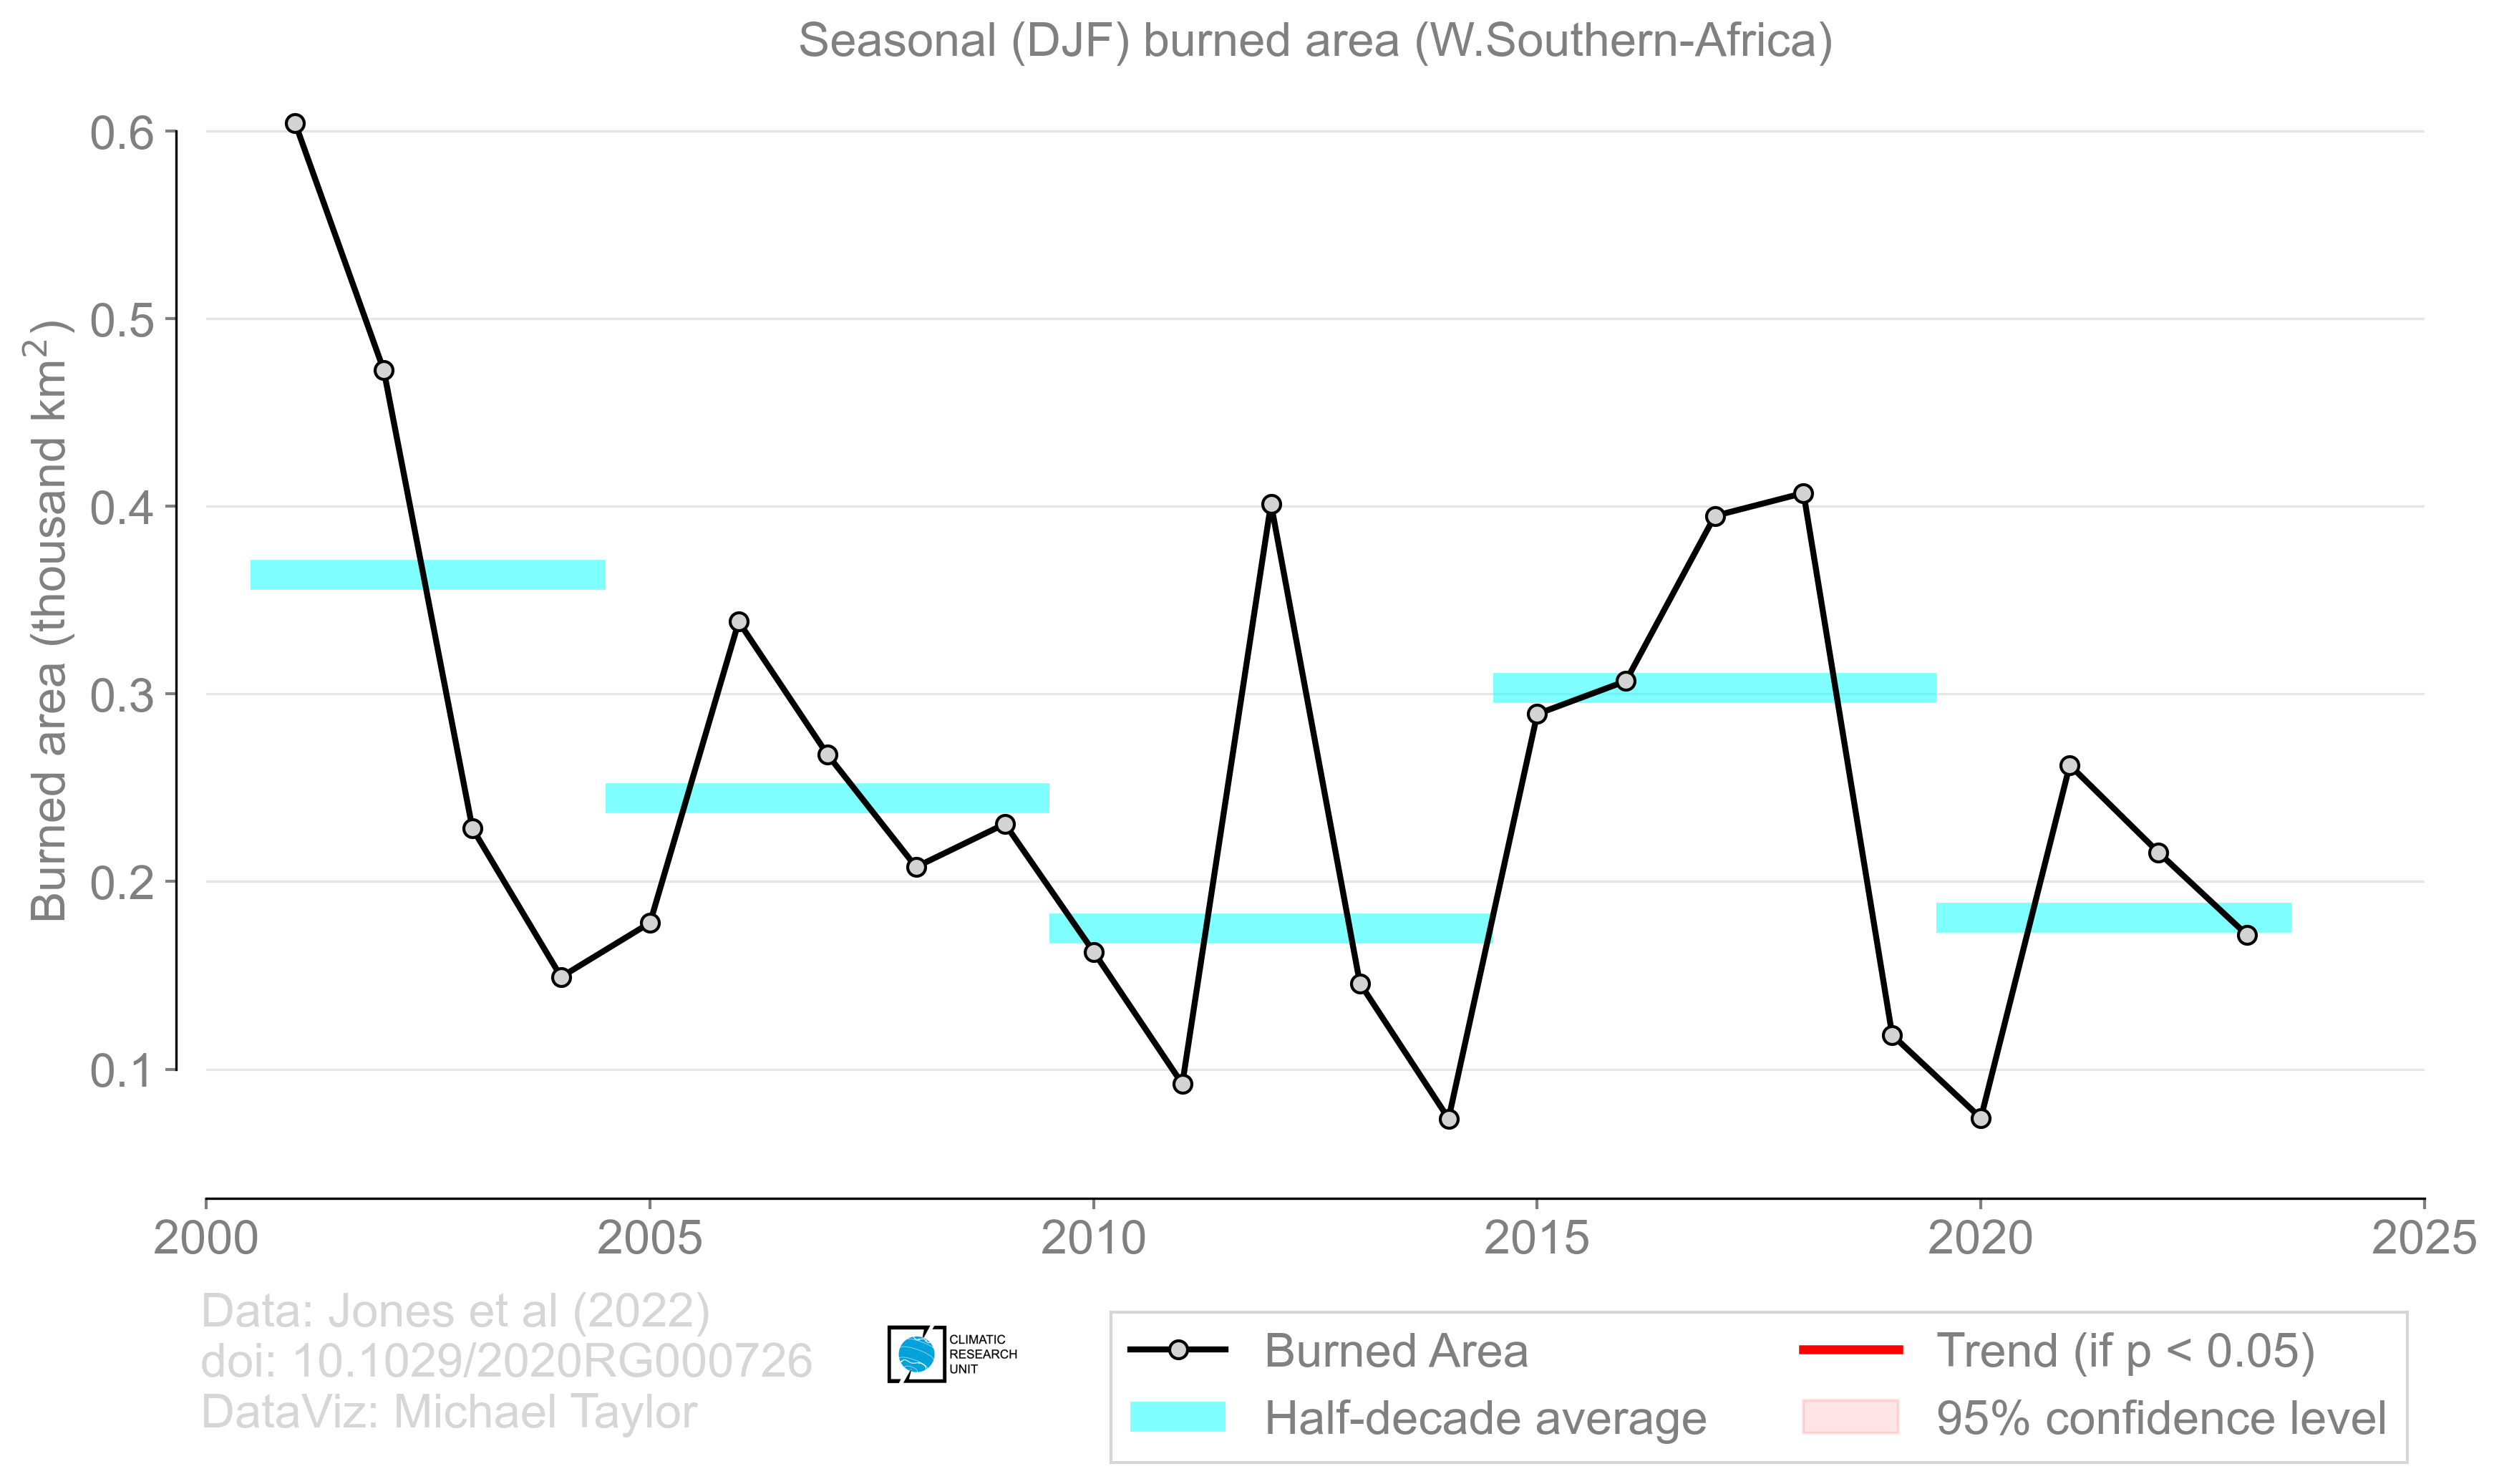 Seasonal (DJF) burned area (W.Southern-Africa)
Burned area (thousand km²)
0.6
0.5
0.4
0.3
0.2
0.1
2000 2005 2010 2015 2020 2025
Data: Jones et al (2022)
doi: 10.1029/2020RG000726
DataViz: Michael Taylor
CLIMATIC
RESEARCH
UNIT
Burned Area
Half-decade average
Trend (if p < 0.05)
95% confidence level